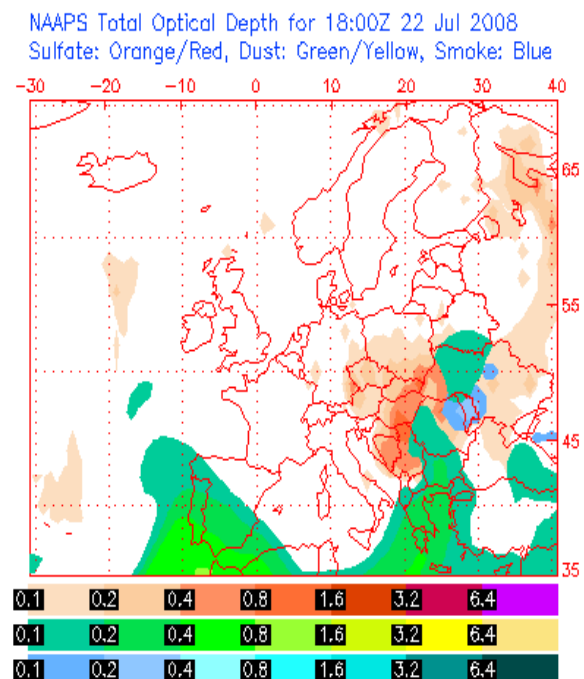 NAAPS Total Optical Depth for 18:00Z 22 Jul 2008
Sulfate: Orange/Red, Dust: Green/Yellow, Smoke: Blue
-30 -20 -10 0 10 20 30 40
65
55
45
35
0.1 0.2 0.4 0.8 1.6 3.2 6.4
0.1 0.2 0.4 0.8 1.6 3.2 6.4
0.1 0.2 0.4 0.8 1.6 3.2 6.4